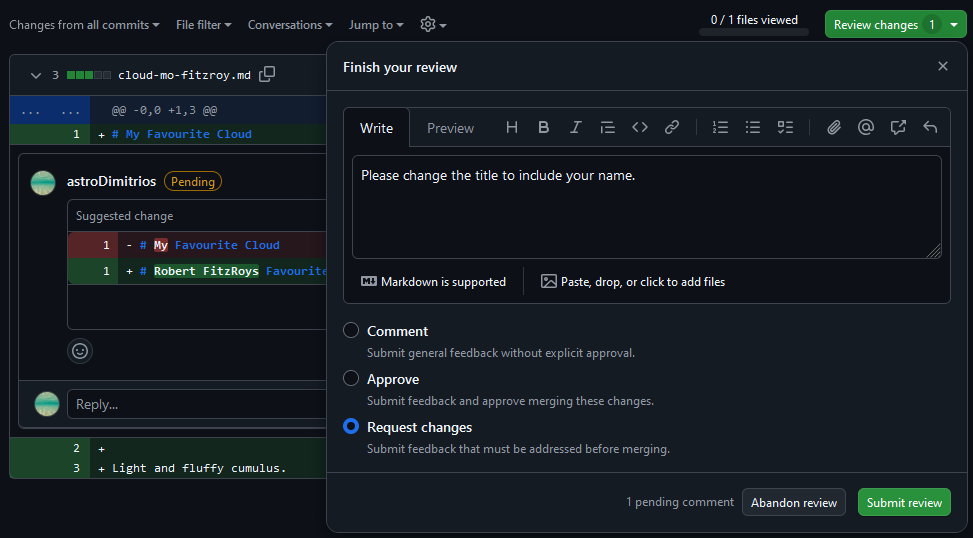 Changes from all commits File filter Conversations Jump to 0 / 1 files viewed Review changes 1
3 cloud-mo-fitzroy.md
... ... @@ -0,0 +1,3 @@
1 + # My Favourite Cloud
astroDimitrios Pending
Suggested change
1 - # My Favourite Cloud
1 + # Robert FitzRoys Favourite
Reply...
2 +
3 + Light and fluffy cumulus.
Finish your review
Write Preview
Please change the title to include your name.
Markdown is supported Paste, drop, or click to add files
Comment
Submit general feedback without explicit approval.
Approve
Submit feedback and approve merging these changes.
Request changes
Submit feedback that must be addressed before merging.
1 pending comment Abandon review Submit review